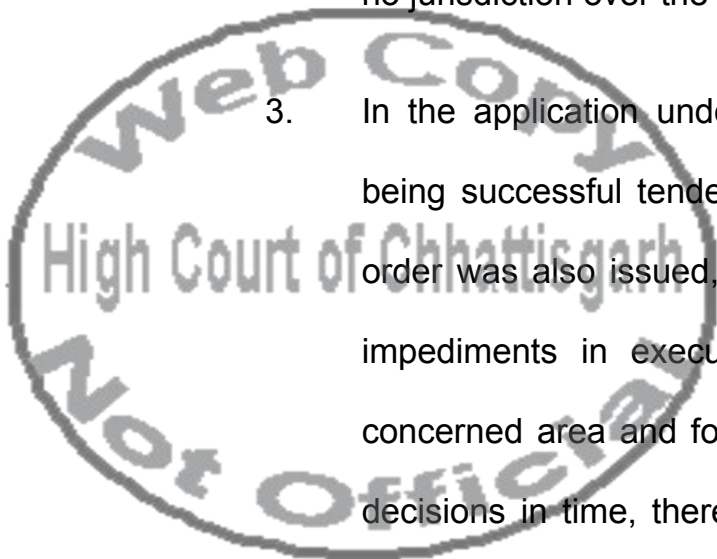 Web Copy
3. In the application unde
being successful tende
High Court of Chhattisgarh
order was also issued,
impediments in execu
concerned area and fo
decisions in time, there
Not Official